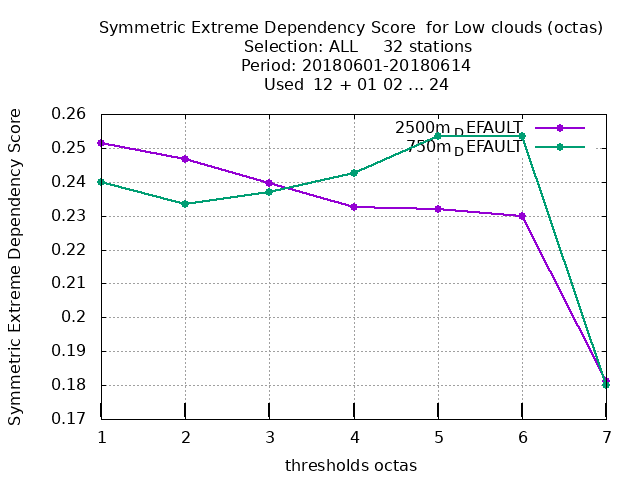 Symmetric Extreme Dependency Score  for Low clouds (octas)
Selection: ALL     32 stations
Period: 20180601-20180614
Used  12 + 01 02 ... 24
Symmetric Extreme Dependency Score
0.26
0.25
0.24
0.23
0.22
0.21
0.2
0.19
0.18
0.17
2500m_DEFAULT
750m_DEFAULT
1 2 3 4 5 6 7
thresholds octas